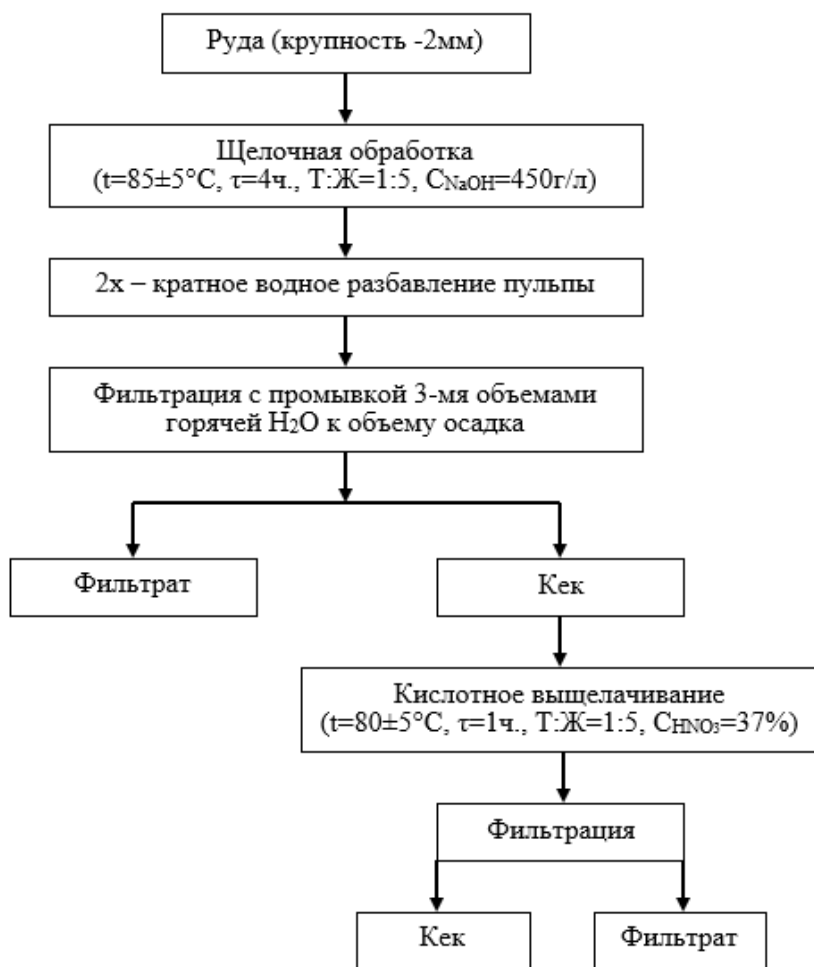 Руда (крупность -2мм)
Щелочная обработка
(t=85±5°C, τ=4ч., Т:Ж=1:5, CNaOH=450г/л)
2х – кратное водное разбавление пульпы
Фильтрация с промывкой 3-мя объемами
горячей H2O к объему осадка
Фильтрат
Кек
Кислотное выщелачивание
(t=80±5°C, τ=1ч., Т:Ж=1:5, CHNO3=37%)
Фильтрация
Кек
Фильтрат